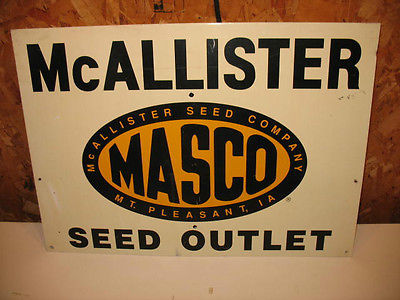 McALLISTER
McALLISTER SEED COMPANY
MASCO
MT. PLEASANT, IA
®
SEED OUTLET